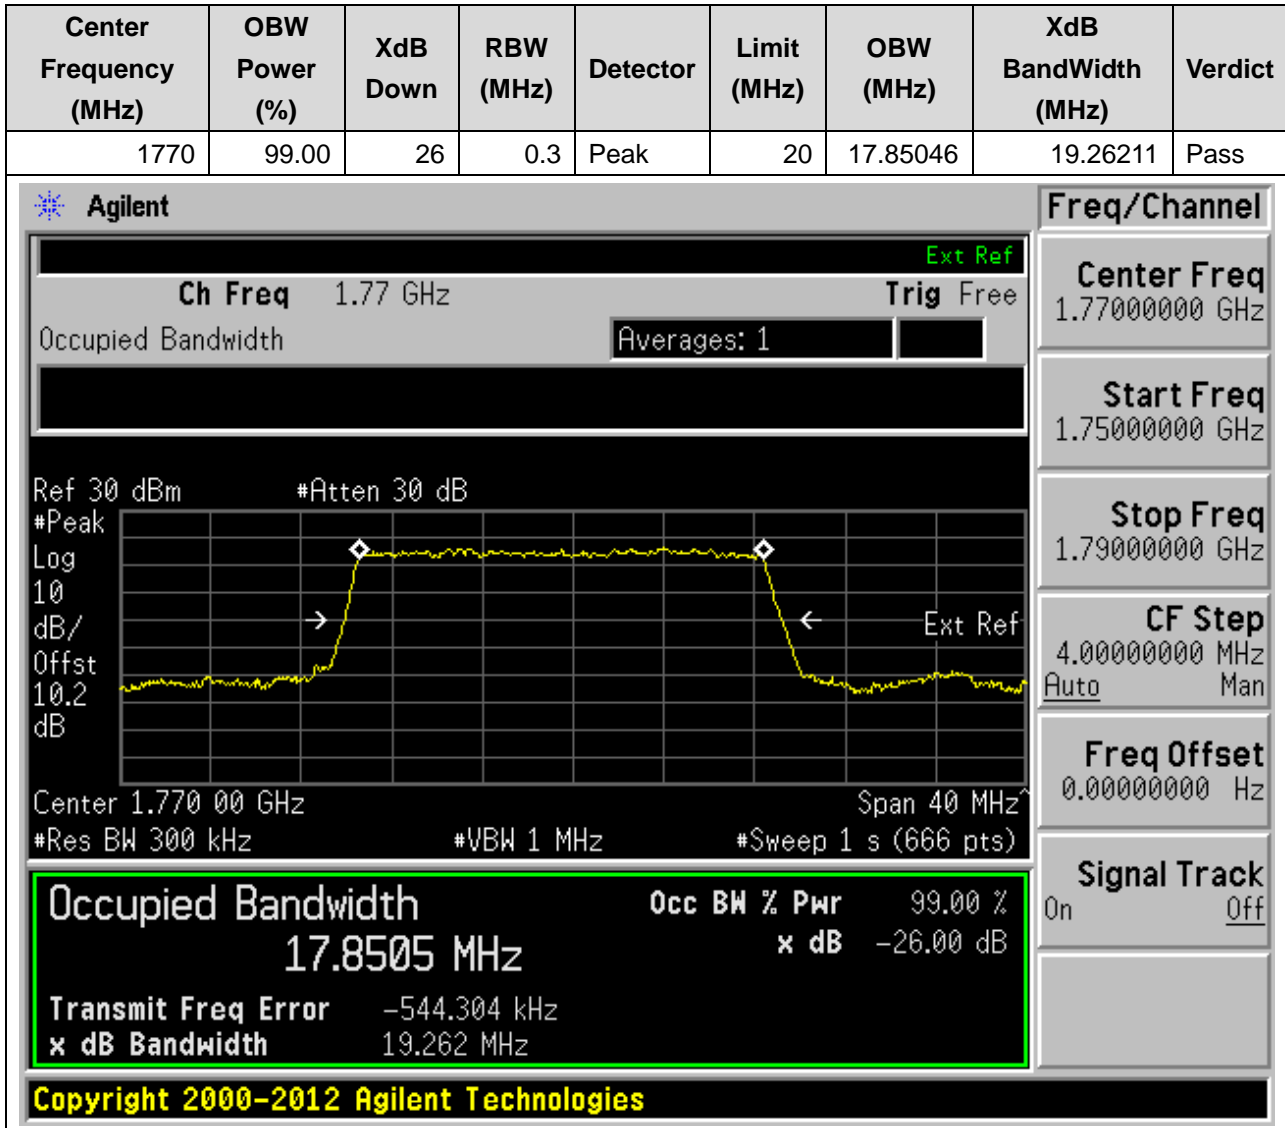 Center Frequency (MHz) OBW Power (%) XdB Down RBW (MHz) Detector Limit (MHz) OBW (MHz) XdB BandWidth (MHz) Verdict
1770 99.00 26 0.3 Peak 20 17.85046 19.26211 Pass
Agilent
Freq/Channel
Ext Ref
Ch Freq 1.77 GHz Trig Free
Occupied Bandwidth Averages: 1
Center Freq
1.77000000 GHz
Start Freq
1.75000000 GHz
Stop Freq
1.79000000 GHz
CF Step
4.00000000 MHz
Auto Man
Freq Offset
0.00000000 Hz
Signal Track
On Off
Ref 30 dBm #Atten 30 dB
#Peak
Log
10
dB/
Offst
10.2
dB
Ext Ref
Center 1.770 00 GHz Span 40 MHz^
#Res BW 300 kHz #VBW 1 MHz #Sweep 1 s (666 pts)
Occupied Bandwidth Occ BW % Pwr 99.00 %
17.8505 MHz x dB -26.00 dB
Transmit Freq Error -544.304 kHz
x dB Bandwidth 19.262 MHz
Copyright 2000-2012 Agilent Technologies